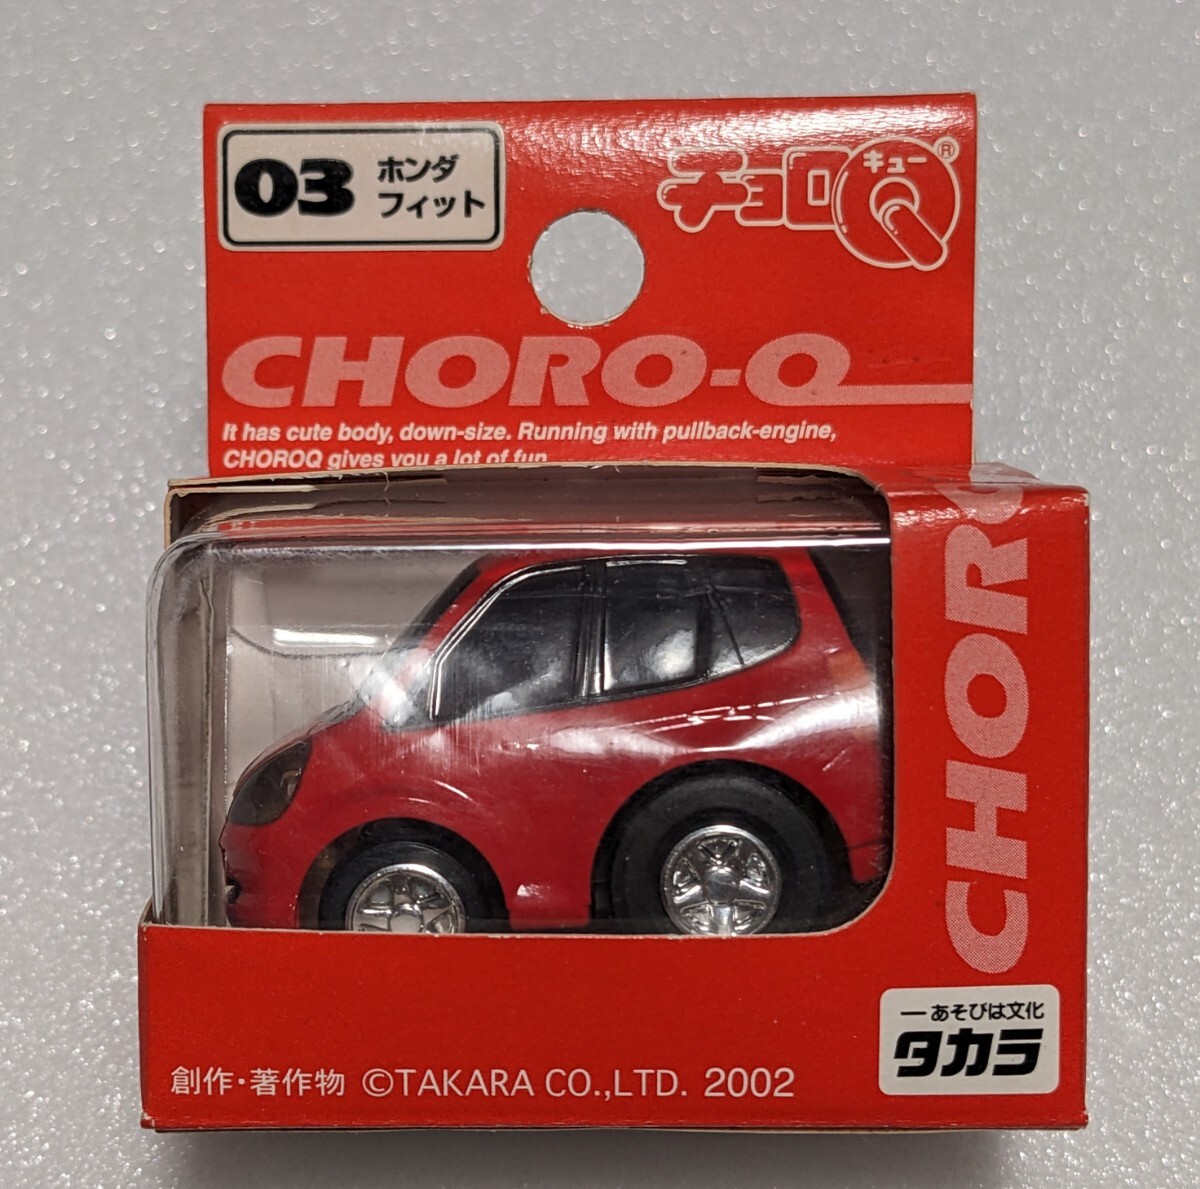 03 ホンダ
フィット
チョロQ キュー ®
CHORO-Q
It has cute body, down-size. Running with pullback-engine,
CHOROQ gives you a lot of fun
CHORO
ーあそびは文化
タカラ
創作・著作物 ©TAKARA CO.,LTD. 2002